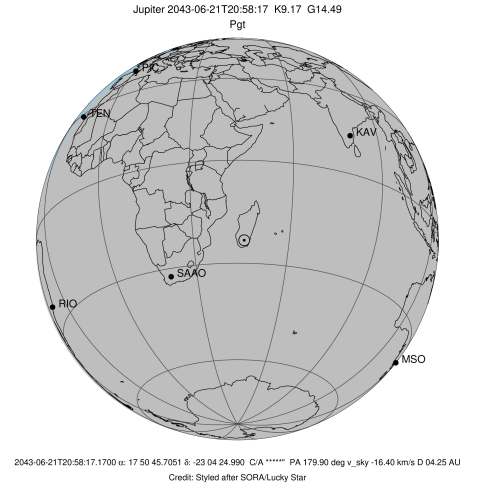 Jupiter 2043-06-21T20:58:17 K9.17 G14.49
Pgt
TEN
KAV
SAAO
RIO
MSO
2043-06-21T20:58:17.1700 α: 17 50 45.7051 δ: -23 04 24.990 C/A *****" PA 179.90 deg v_sky -16.40 km/s D 04.25 AU
Credit: Styled after SORA/Lucky Star